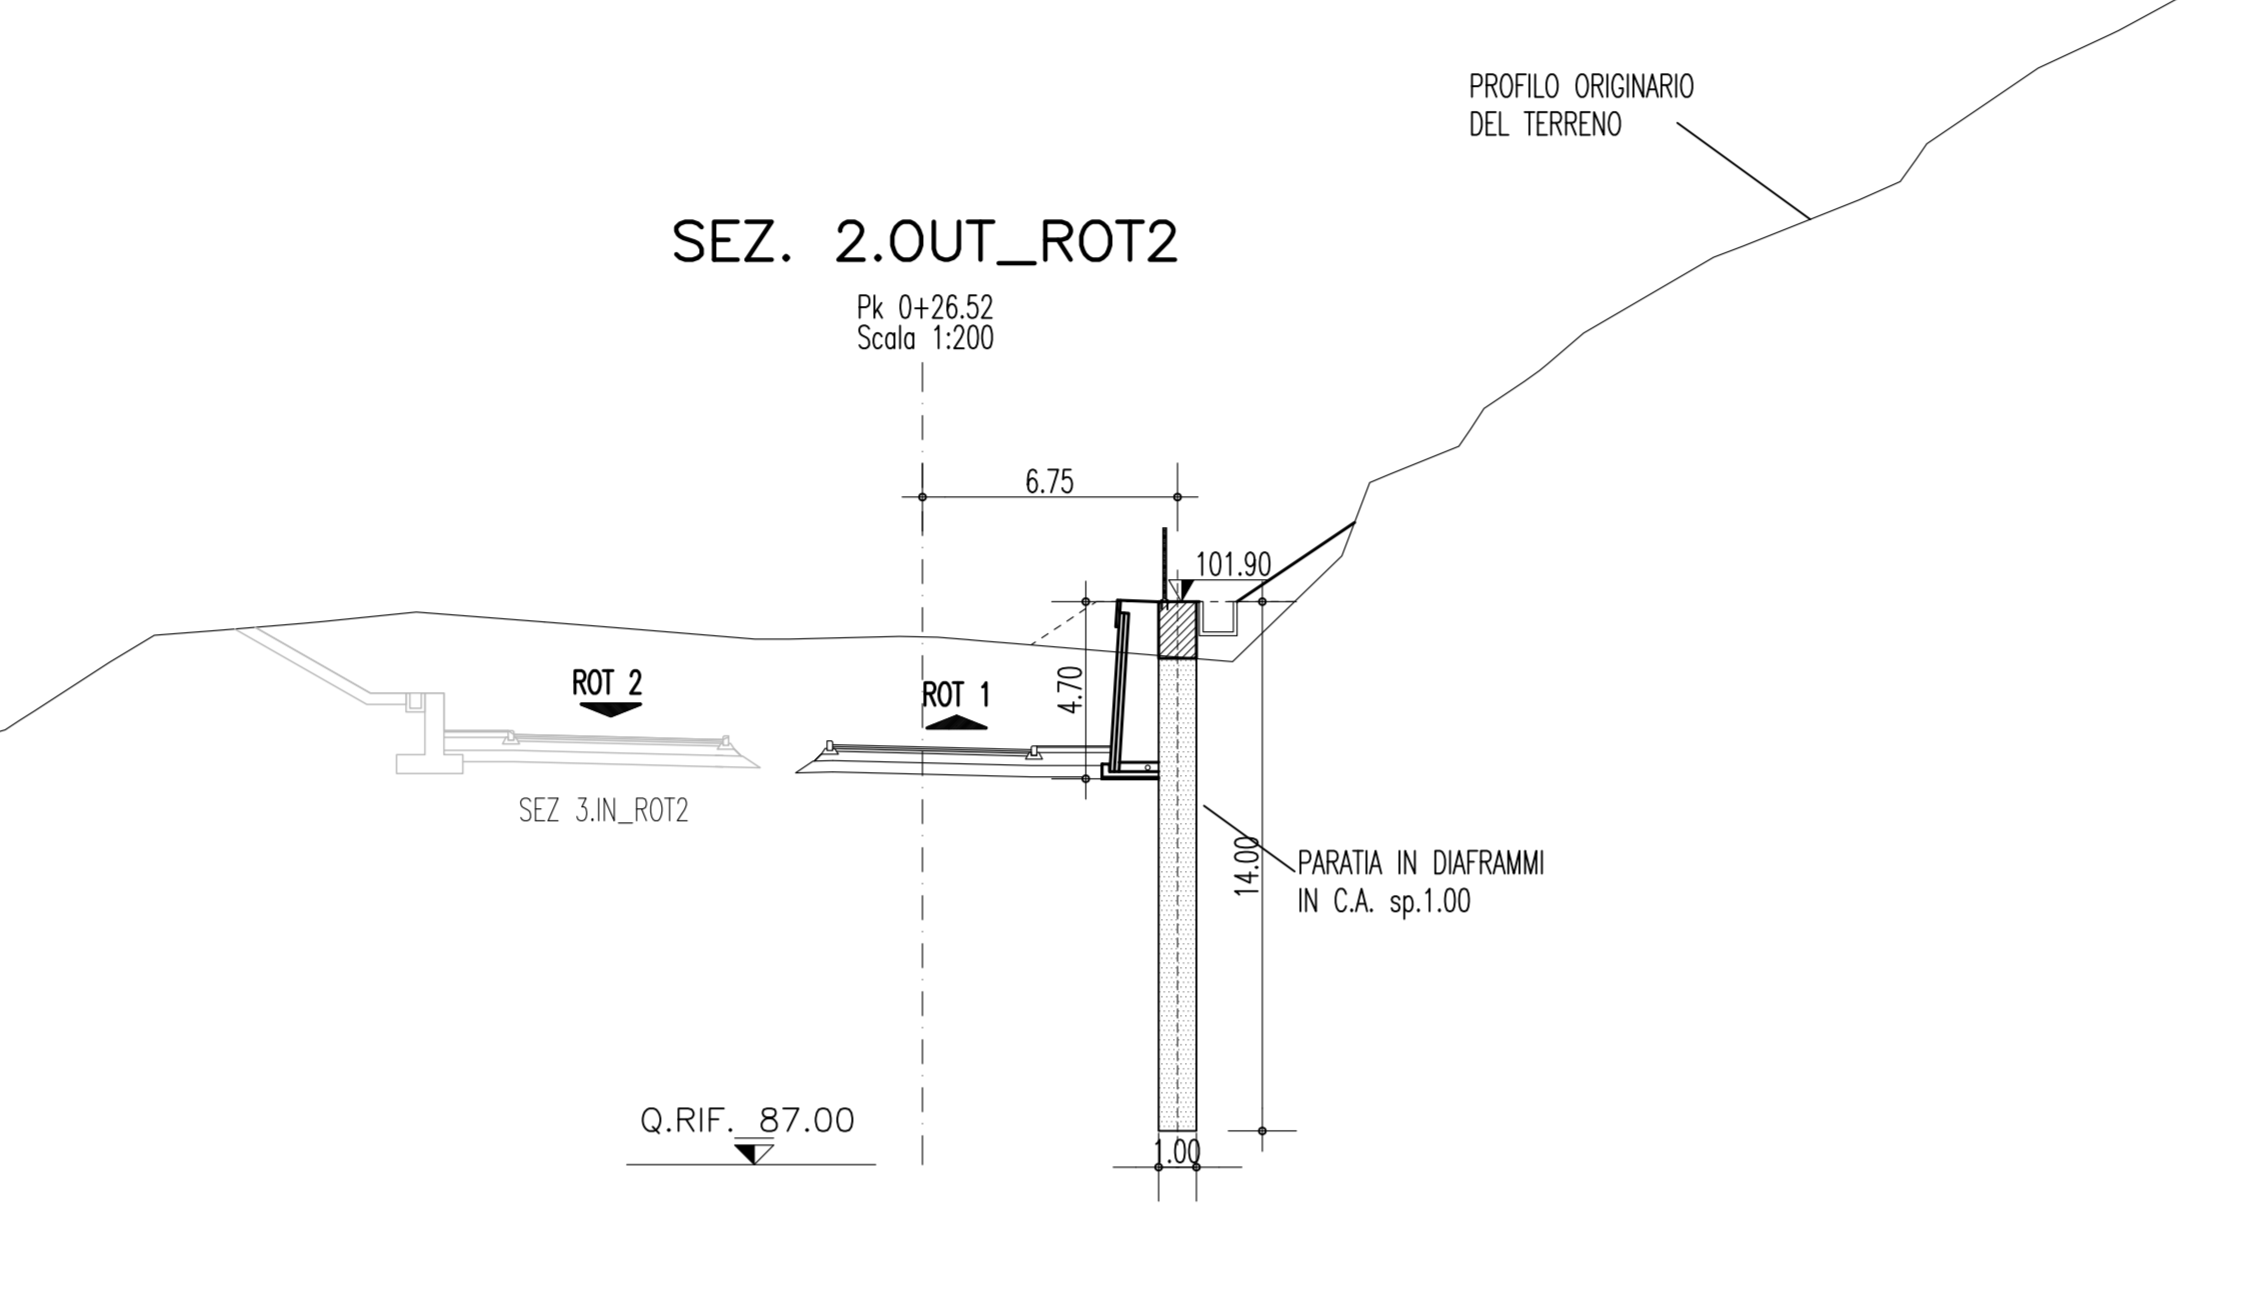 PROFILO ORIGINARIO
DEL TERRENO
SEZ. 2.OUT_ROT2
Pk 0+26.52
Scala 1:200
6.75
101.90
4.70
ROT 2
ROT 1
SEZ 3.IN_ROT2
14.00
PARATIA IN DIAFRAMMI
IN C.A. sp.1.00
Q.RIF. 87.00
1.00